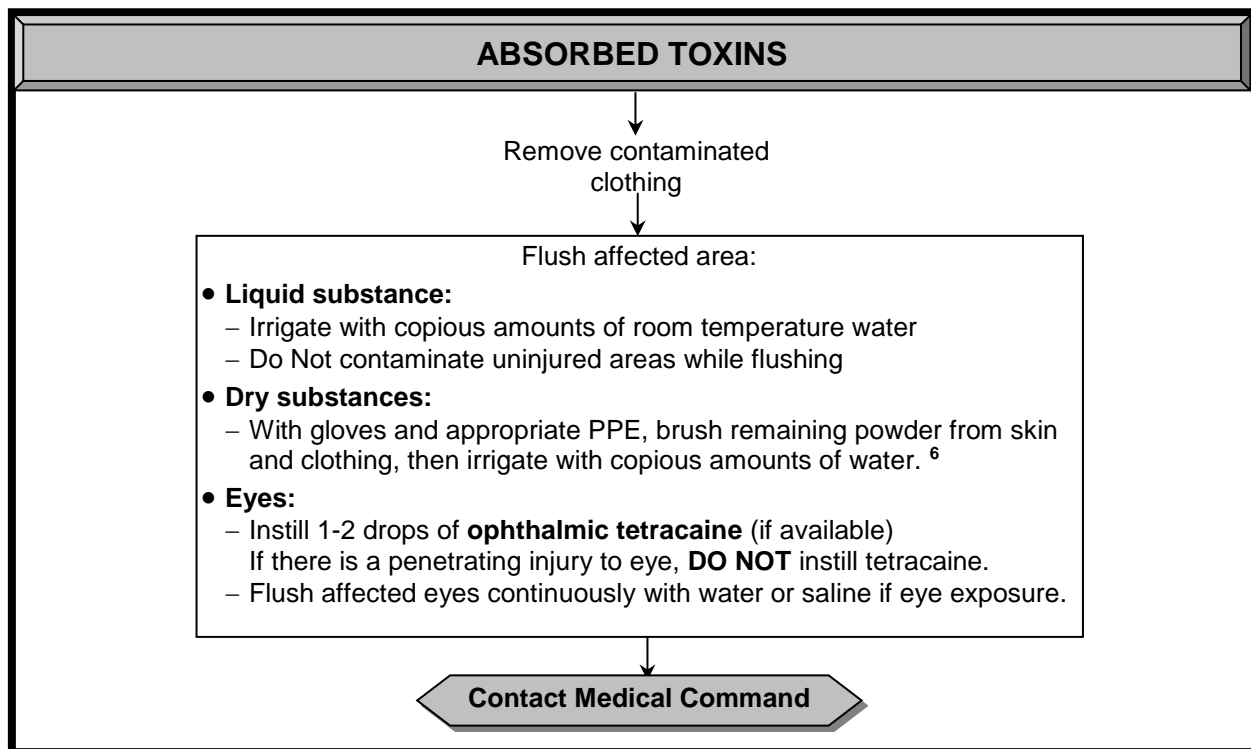 ABSORBED TOXINS
Remove contaminated
clothing
Flush affected area:
• Liquid substance:
− Irrigate with copious amounts of room temperature water
− Do Not contaminate uninjured areas while flushing
• Dry substances:
− With gloves and appropriate PPE, brush remaining powder from skin
and clothing, then irrigate with copious amounts of water. 6
• Eyes:
− Instill 1-2 drops of ophthalmic tetracaine (if available)
If there is a penetrating injury to eye, DO NOT instill tetracaine.
− Flush affected eyes continuously with water or saline if eye exposure.
Contact Medical Command